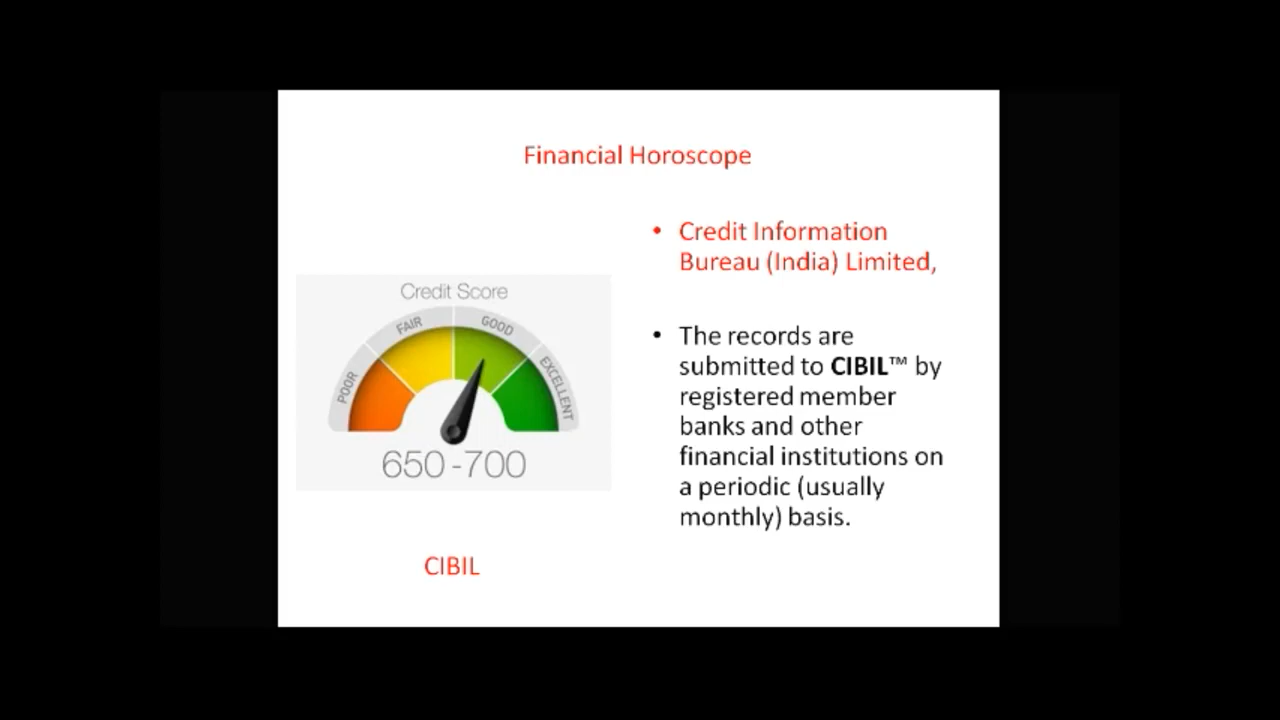 Financial Horoscope
Credit Score
POOR
FAIR
GOOD
EXCELLENT
650-700
CIBIL
• Credit Information
Bureau (India) Limited,
• The records are
submitted to CIBIL™ by
registered member
banks and other
financial institutions on
a periodic (usually
monthly) basis.